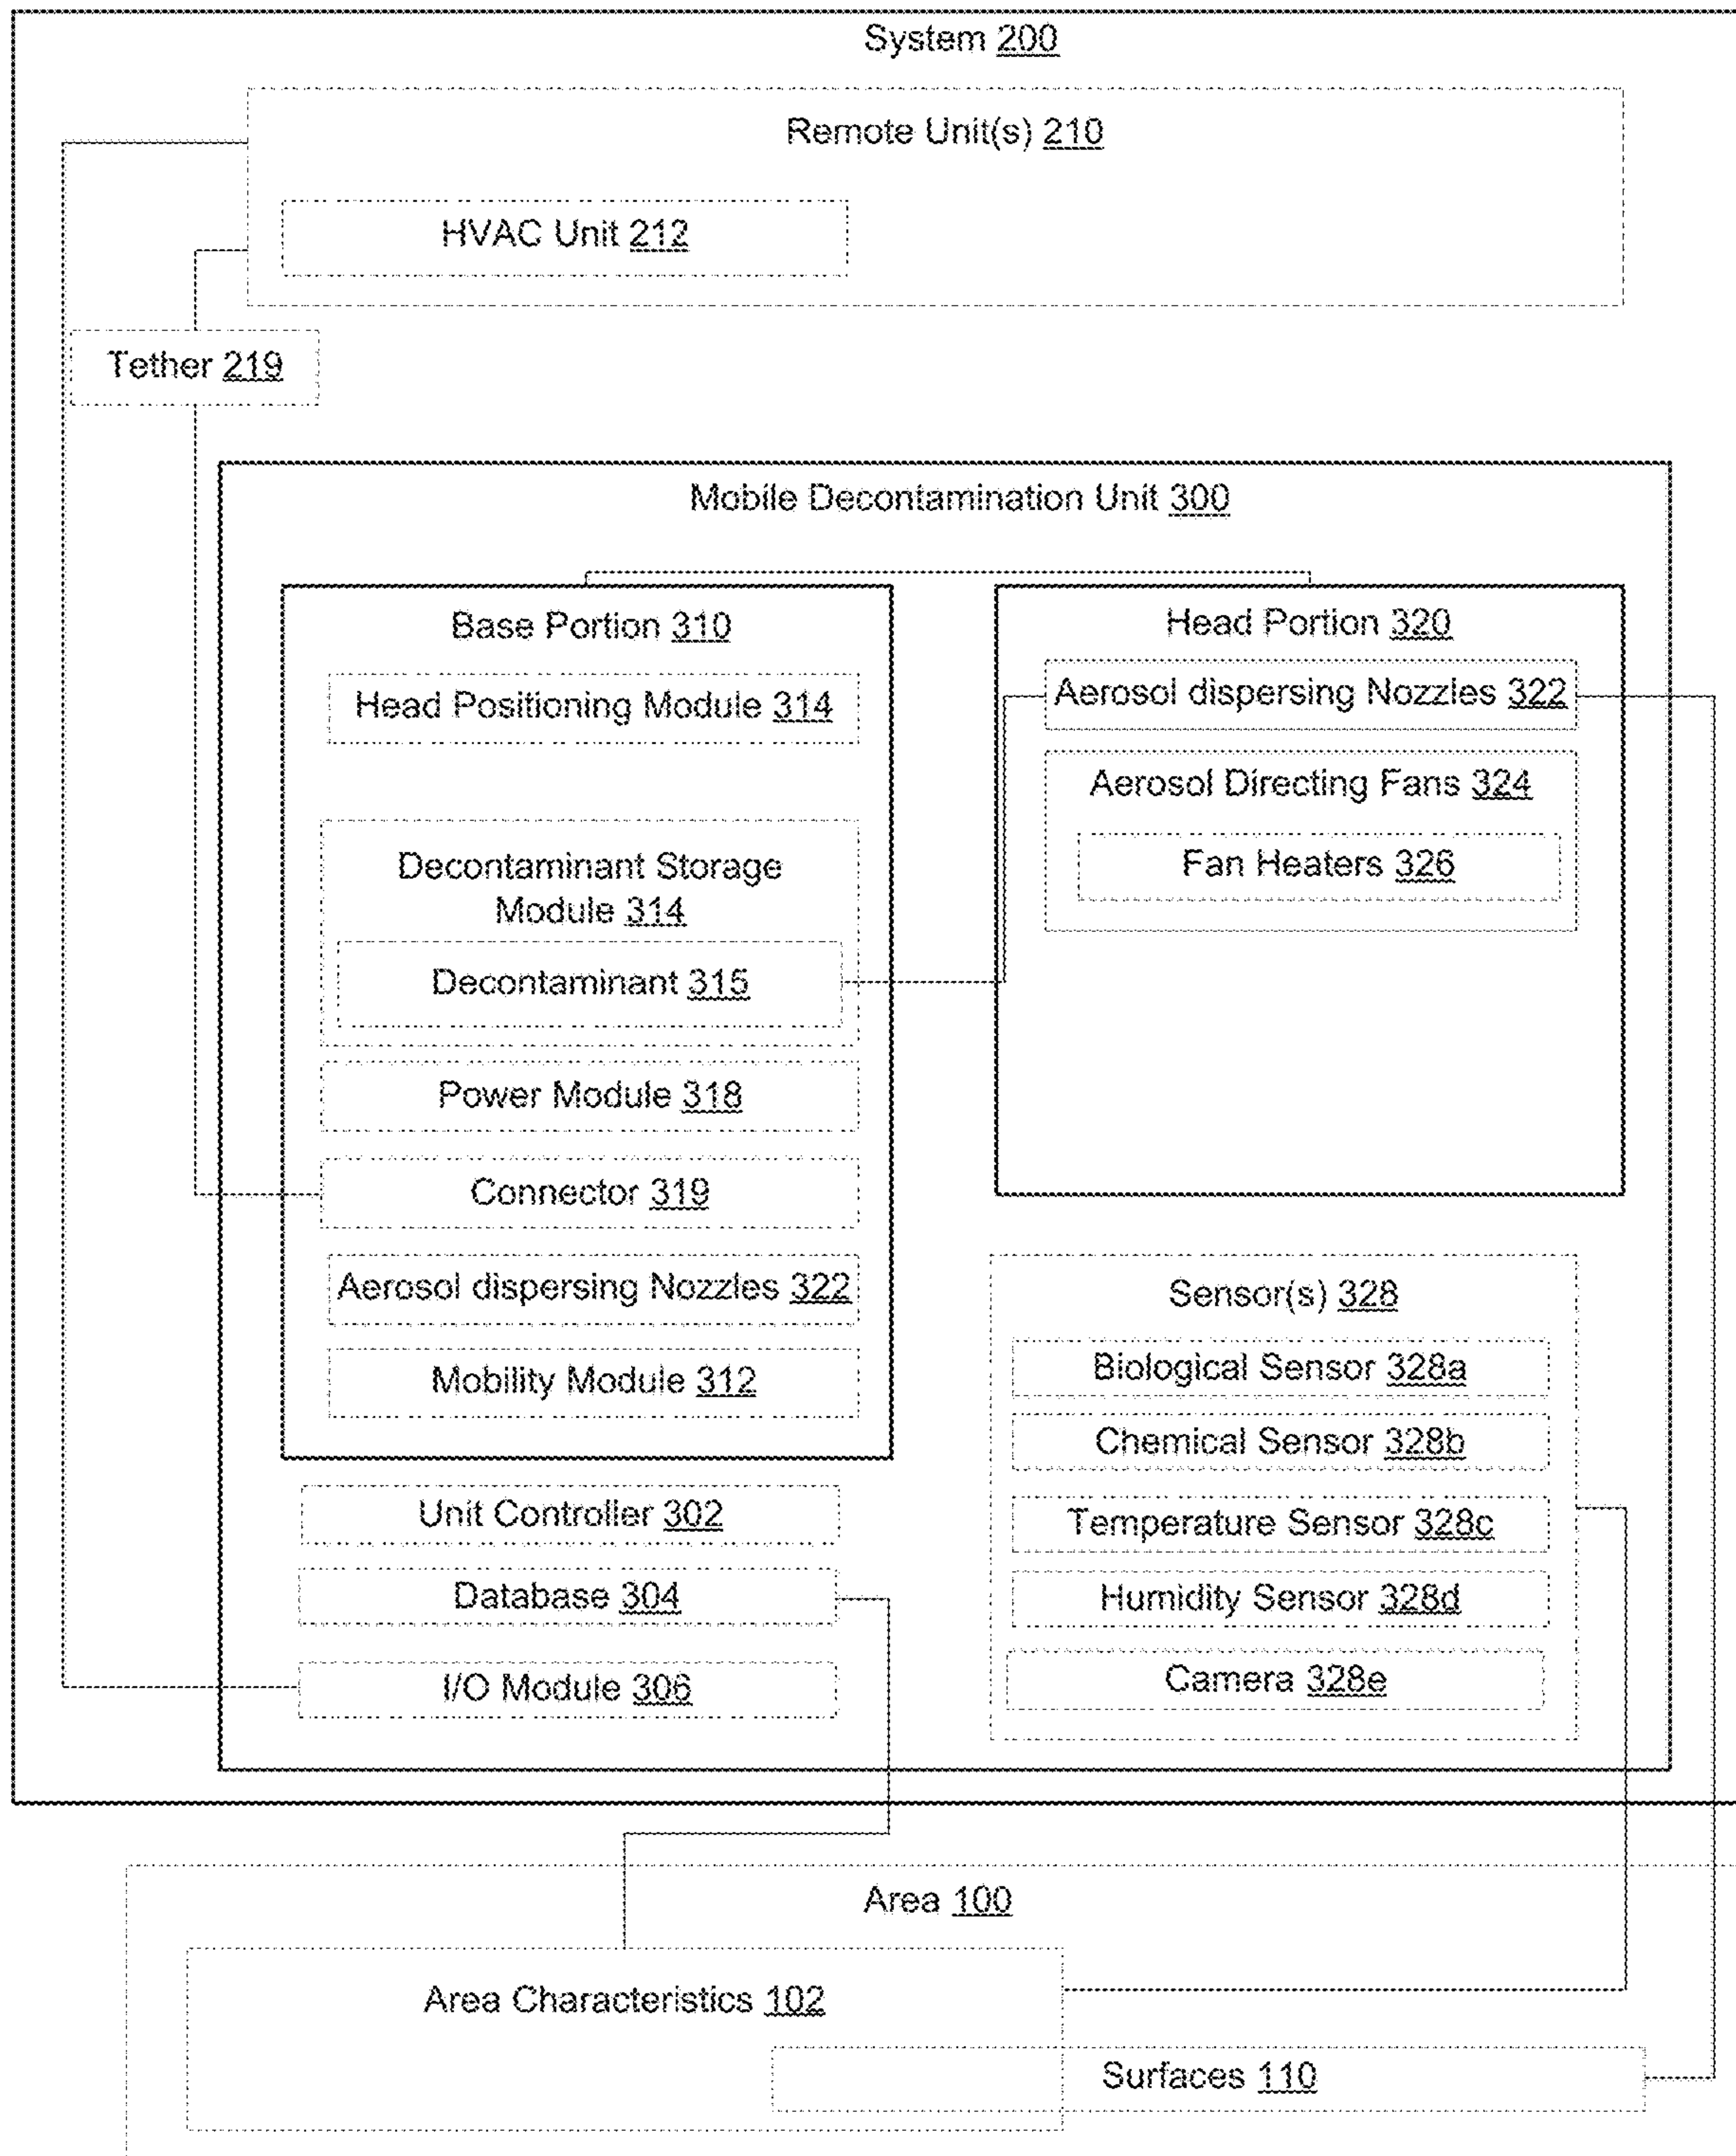 System 200
Remote Unit(s) 210
HVAC Unit 212
Tether 219
Mobile Decontamination Unit 300
Base Portion 310
Head Positioning Module 314
Decontaminant Storage
Module 314
Decontaminant 315
Power Module 318
Connector 319
Aerosol dispersing Nozzles 322
Mobility Module 312
Head Portion 320
Aerosol dispersing Nozzles 322
Aerosol Directing Fans 324
Fan Heaters 326
Sensor(s) 328
Biological Sensor 328a
Chemical Sensor 328b
Temperature Sensor 328c
Humidity Sensor 328d
Camera 328e
Unit Controller 302
Database 304
I/O Module 306
Area 100
Area Characteristics 102
Surfaces 110